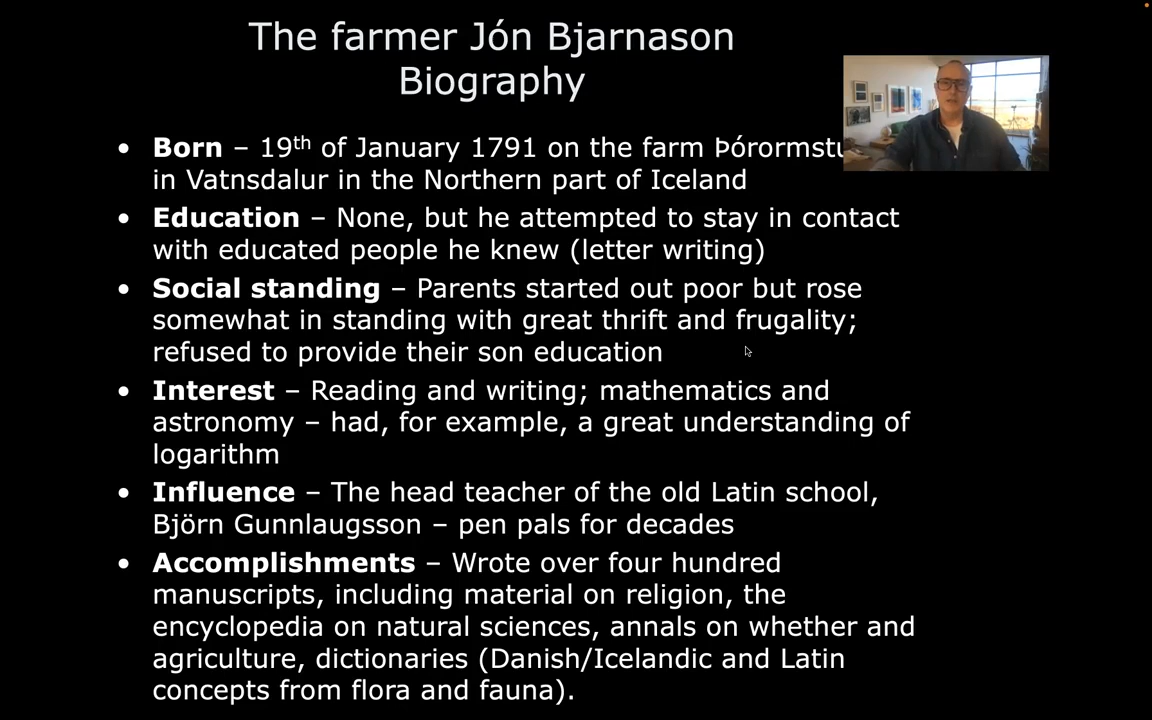 The farmer Jón Bjarnason
Biography
• Born – 19th of January 1791 on the farm
in Vatnsdalur in the Northern part of Iceland
• Education – None, but he attempted to stay in contact
with educated people he knew (letter writing)
• Social standing – Parents started out poor but rose
somewhat in standing with great thrift and frugality;
refused to provide their son education
• Interest – Reading and writing; mathematics and
astronomy – had, for example, a great understanding of
logarithm
• Influence – The head teacher of the old Latin school,
Björn Gunnlaugsson – pen pals for decades
• Accomplishments – Wrote over four hundred
manuscripts, including material on religion, the
encyclopedia on natural sciences, annals on whether and
agriculture, dictionaries (Danish/Icelandic and Latin
concepts from flora and fauna).